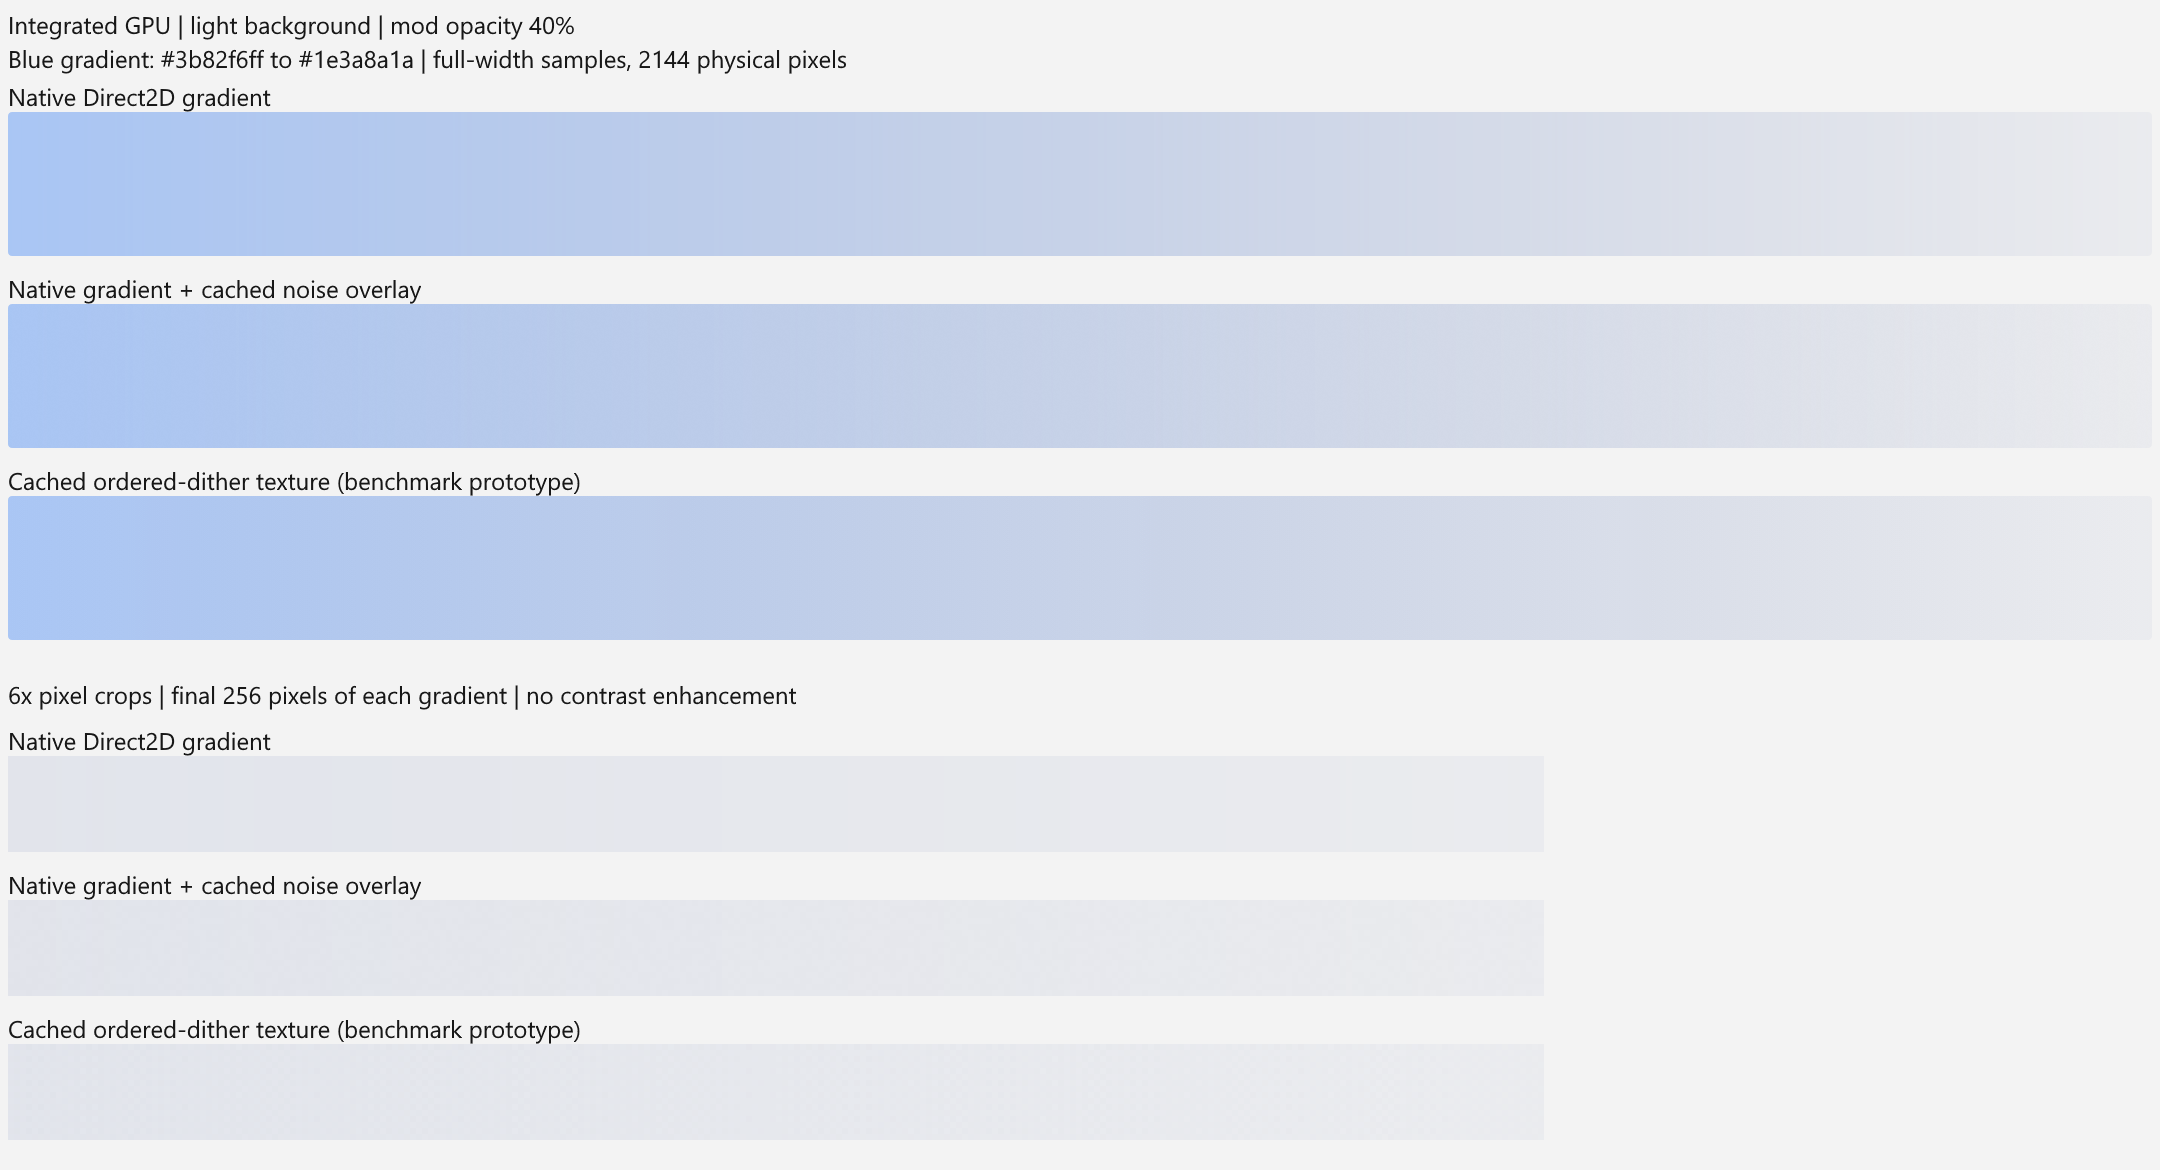 Integrated GPU | light background | mod opacity 40%
Blue gradient: #3b82f6ff to #1e3a8a1a | full-width samples, 2144 physical pixels
Native Direct2D gradient
Native gradient + cached noise overlay
Cached ordered-dither texture (benchmark prototype)
6x pixel crops | final 256 pixels of each gradient | no contrast enhancement
Native Direct2D gradient
Native gradient + cached noise overlay
Cached ordered-dither texture (benchmark prototype)